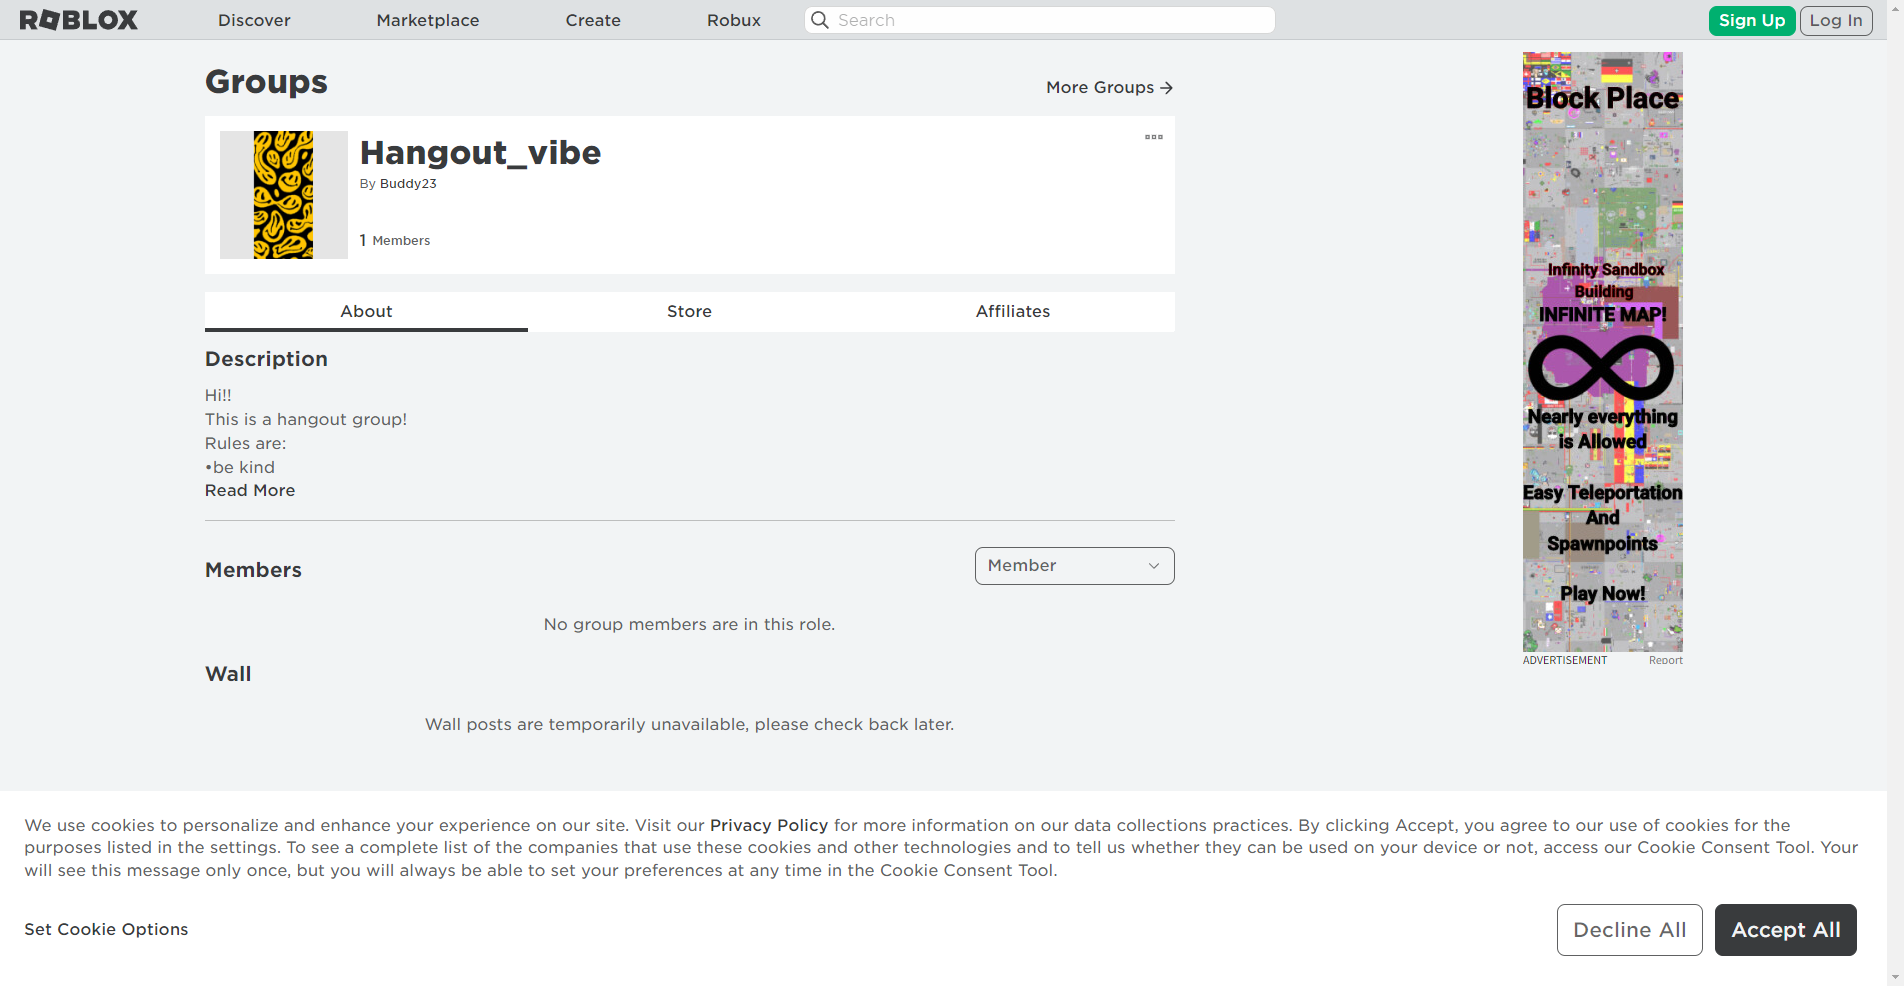 ROBLOX
Discover
Marketplace
Create
Robux
Search
Sign Up
Log In
Groups
More Groups
Hangout_vibe
By Buddy23
1 Members
About
Store
Affiliates
Description
Hi!!
This is a hangout group!
Rules are:
•be kind
Read More
Members
Member
No group members are in this role.
Wall
Wall posts are temporarily unavailable, please check back later.
Block Place
Infinity Sandbox
Building
INFINITE MAP!
Nearly everything
is Allowed
Easy Teleportation
And
Spawnpoints
Play Now!
ADVERTISEMENT
Report
We use cookies to personalize and enhance your experience on our site. Visit our Privacy Policy for more information on our data collections practices. By clicking Accept, you agree to our use of cookies for the
purposes listed in the settings. To see a complete list of the companies that use these cookies and other technologies and to tell us whether they can be used on your device or not, access our Cookie Consent Tool. Your
will see this message only once, but you will always be able to set your preferences at any time in the Cookie Consent Tool.
Set Cookie Options
Decline All
Accept All